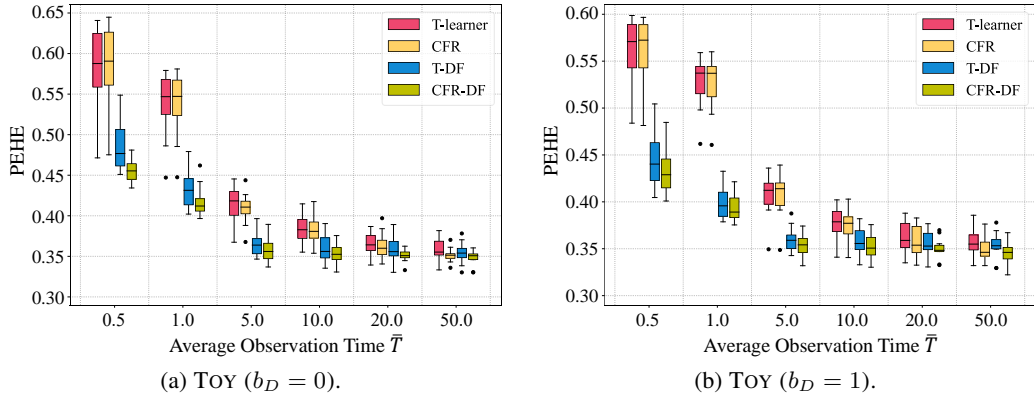 0.65
0.60
0.55
0.50
0.45
0.40
0.35
0.30
PEHE
T-learner
CFR
T-DF
CFR-DF
0.5 1.0 5.0 10.0 20.0 50.0
Average Observation Time T̄
(a) TOY (b_D = 0).
0.60
0.55
0.50
0.45
0.40
0.35
0.30
PEHE
T-learner
CFR
T-DF
CFR-DF
0.5 1.0 5.0 10.0 20.0 50.0
Average Observation Time T̄
(b) TOY (b_D = 1).